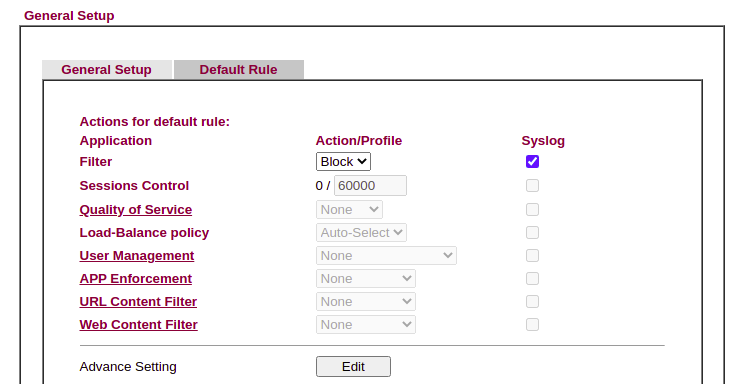 General Setup
General Setup Default Rule
Actions for default rule:
Application Action/Profile Syslog
Filter Block
Sessions Control 0 / 60000
Quality of Service None
Load-Balance policy Auto-Select
User Management None
APP Enforcement None
URL Content Filter None
Web Content Filter None
Advance Setting Edit